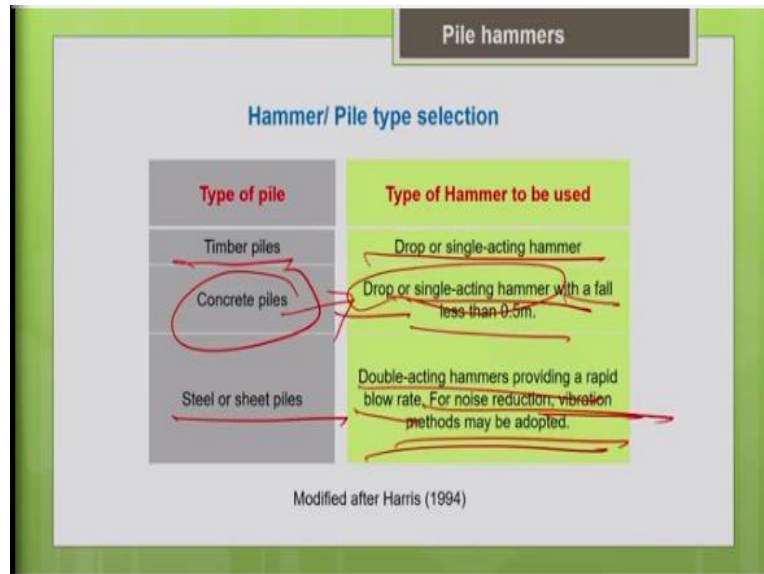 Pile hammers
Hammer/ Pile type selection
Type of pile
Type of Hammer to be used
Timber piles
Drop or single-acting hammer
Concrete piles
Drop or single-acting hammer with a fall
less than 0.5m.
Steel or sheet piles
Double-acting hammers providing a rapid
blow rate. For noise reduction, vibration
methods may be adopted.
Modified after Harris (1994)